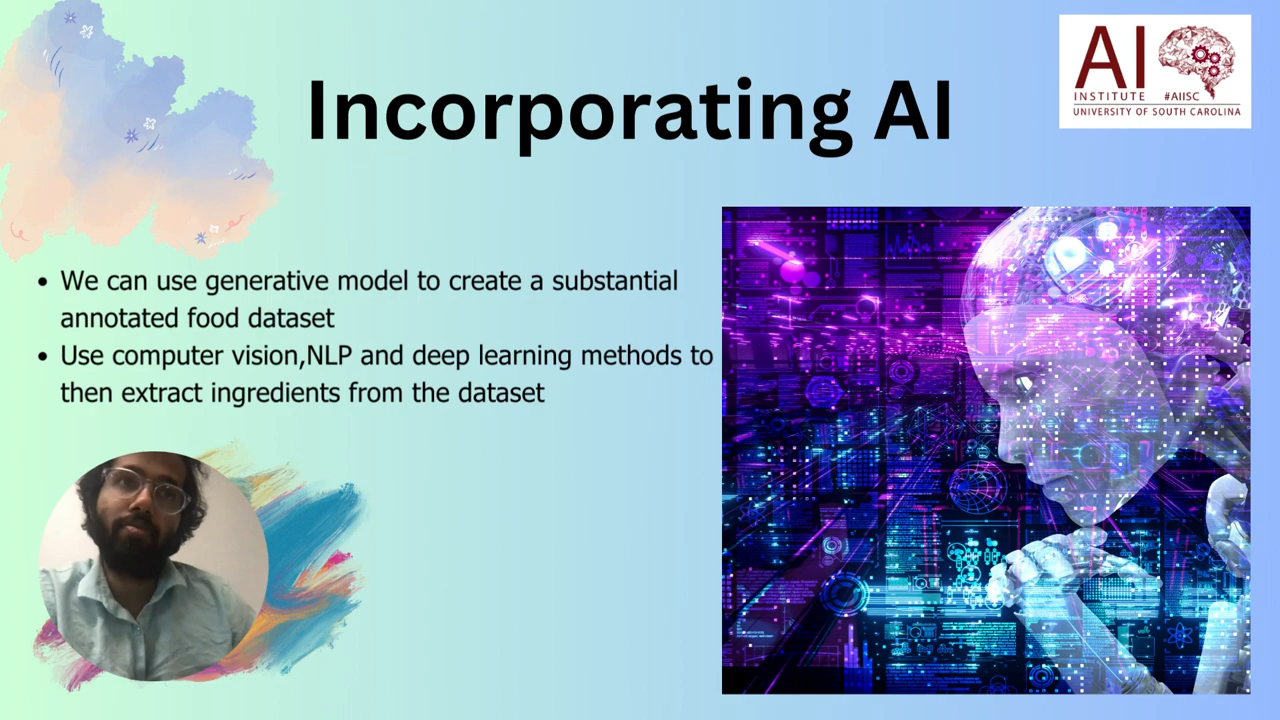 Incorporating AI
AI
INSTITUTE #AIISC
UNIVERSITY OF SOUTH CAROLINA
• We can use generative model to create a substantial
annotated food dataset
• Use computer vision,NLP and deep learning methods to
then extract ingredients from the dataset